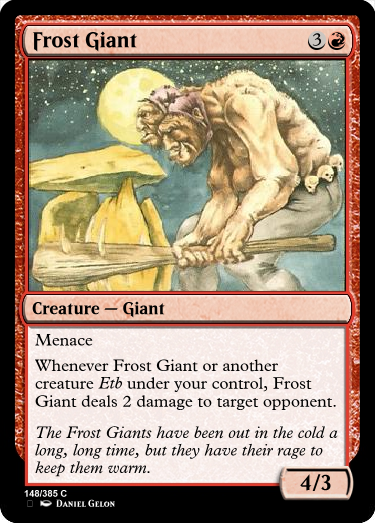 Frost Giant 3
Creature — Giant
Menace
Whenever Frost Giant or another
creature Etb under your control, Frost
Giant deals 2 damage to target opponent.
The Frost Giants have been out in the cold a
long, long time, but they have their rage to
keep them warm.
4/3
148/385 C
Daniel Gelon